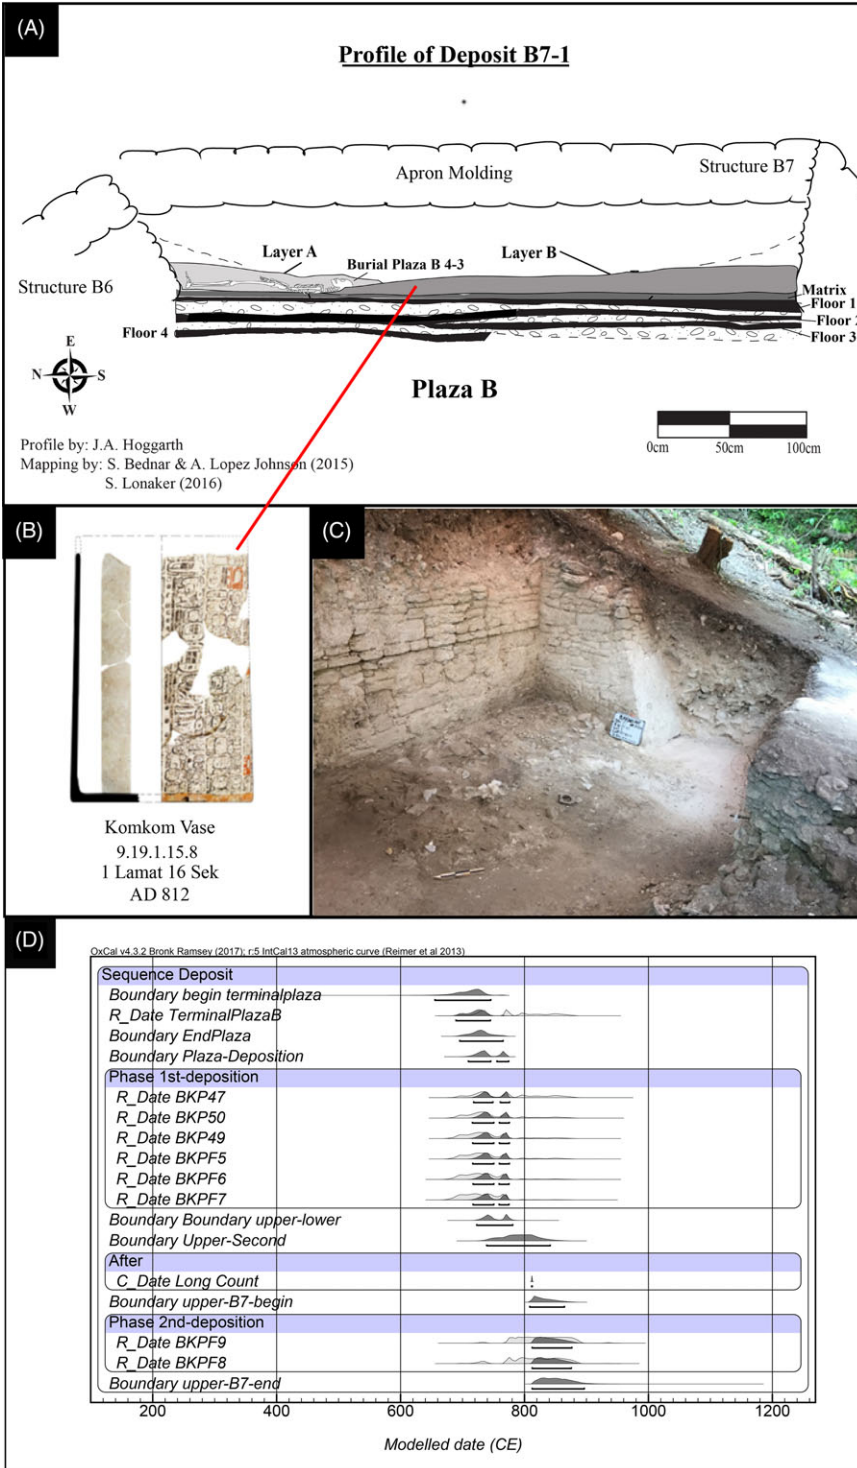 (A)
Profile of Deposit B7-1
Apron Molding
Structure B7
Layer A
Layer B
Burial Plaza B 4-3
Structure B6
Matrix
Floor 1
Floor 2
Floor 3
Floor 4
E
N
S
W
Plaza B
0cm 50cm 100cm
Profile by: J.A. Hoggarth
Mapping by: S. Bednar & A. Lopez Johnson (2015)
S. Lonaker (2016)
(B)
Komkom Vase
9.19.1.15.8
1 Lamat 16 Sek
AD 812
(C)
(D)
OxCal v4.3.2 Bronk Ramsey (2017); r:5 IntCal13 atmospheric curve (Reimer et al 2013)
Sequence Deposit
Boundary begin terminalplaza
R_Date TerminalPlazaB
Boundary EndPlaza
Boundary Plaza-Deposition
Phase 1st-deposition
R_Date BKP47
R_Date BKP50
R_Date BKP49
R_Date BKPF5
R_Date BKPF6
R_Date BKPF7
Boundary Boundary upper-lower
Boundary Upper-Second
After
C_Date Long Count
Boundary upper-B7-begin
Phase 2nd-deposition
R_Date BKPF9
R_Date BKPF8
Boundary upper-B7-end
200 400 600 800 1000 1200
Modelled date (CE)